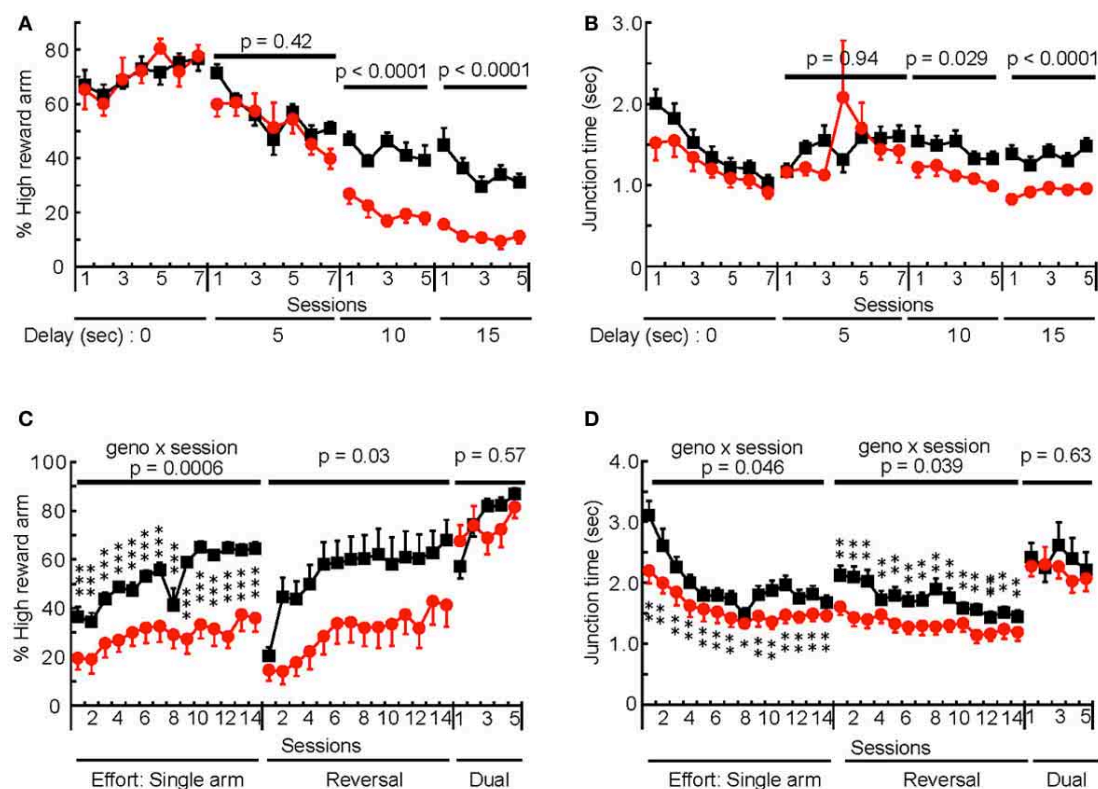 A
% High reward arm
80
60
40
20
0
p = 0.42
p < 0.0001
p < 0.0001
1 3 5 7 1 3 5 7 1 3 5 1 3 5
Sessions
Delay (sec) : 0 5 10 15
B
Junction time (sec)
3.0
2.0
1.0
0
p = 0.94
p = 0.029
p < 0.0001
1 3 5 7 1 3 5 7 1 3 5 1 3 5
Sessions
Delay (sec) : 0 5 10 15
C
% High reward arm
100
80
60
40
20
0
geno x session
p = 0.0006
p = 0.03
p = 0.57
2 4 6 8 10 12 14 2 4 6 8 10 12 14 1 3 5
Sessions
Effort: Single arm Reversal Dual
D
Junction time (sec)
4.0
3.0
2.0
1.0
0
geno x session
p = 0.046
geno x session
p = 0.039
p = 0.63
2 4 6 8 10 12 14 2 4 6 8 10 12 14 1 3 5
Sessions
Effort: Single arm Reversal Dual